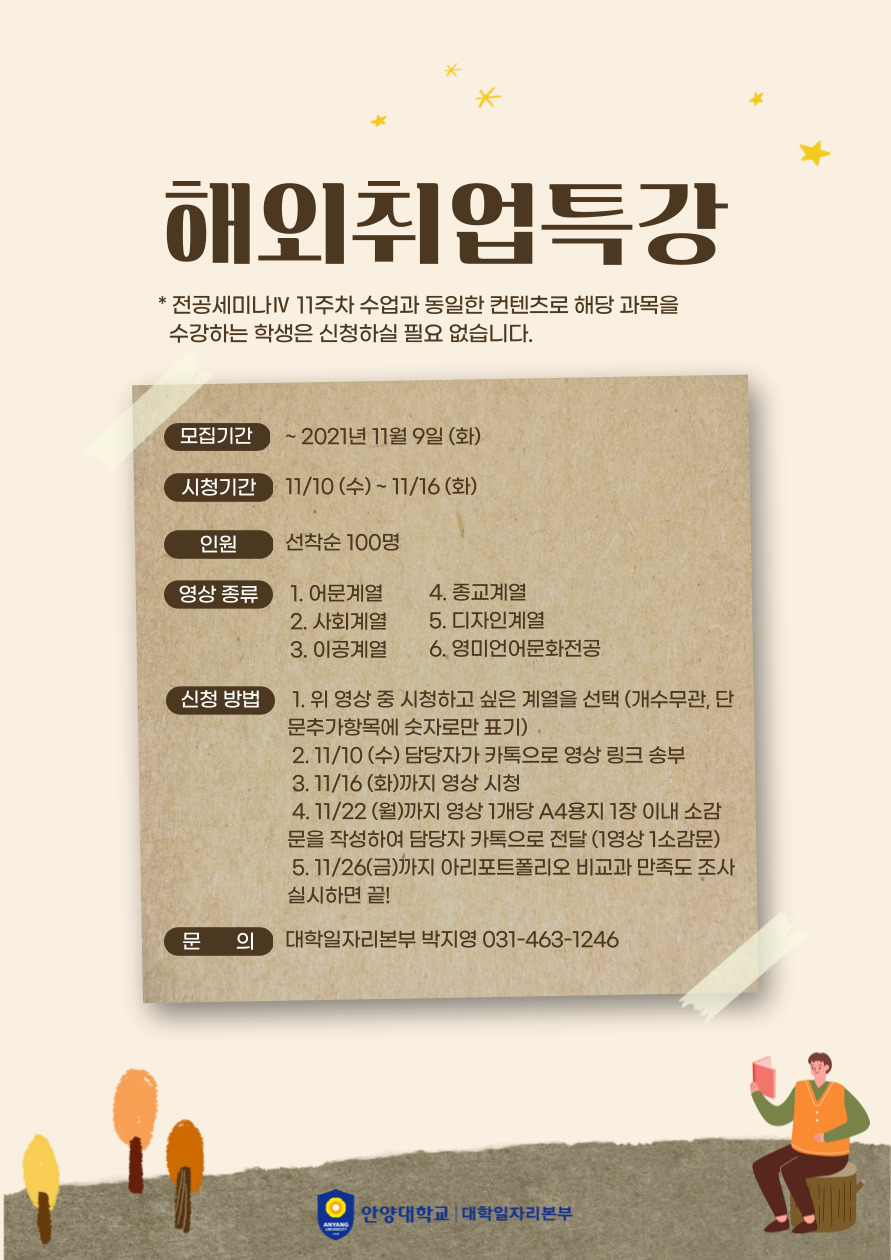 해외취업특강
* 전공세미나Ⅳ 11주차 수업과 동일한 컨텐츠로 해당 과목을
수강하는 학생은 신청하실 필요 없습니다.
모집기간 ~ 2021년 11월 9일 (화)
시청기간 11/10 (수) ~ 11/16 (화)
인원 선착순 100명
영상 종류 1. 어문계열 4. 종교계열
2. 사회계열 5. 디자인계열
3. 이공계열 6. 영미언어문화전공
신청 방법 1. 위 영상 중 시청하고 싶은 계열을 선택 (개수무관, 단
문추가항목에 숫자로만 표기)
2. 11/10 (수) 담당자가 카톡으로 영상 링크 송부
3. 11/16 (화)까지 영상 시청
4. 11/22 (월)까지 영상 1개당 A4용지 1장 이내 소감
문을 작성하여 담당자 카톡으로 전달 (1영상 1소감문)
5. 11/26(금)까지 아리포트폴리오 비교과 만족도 조사
실시하면 끝!
문 의 대학일자리본부 박지영 031-463-1246
ANYANG
UNIVERSITY
안양대학교 | 대학일자리본부